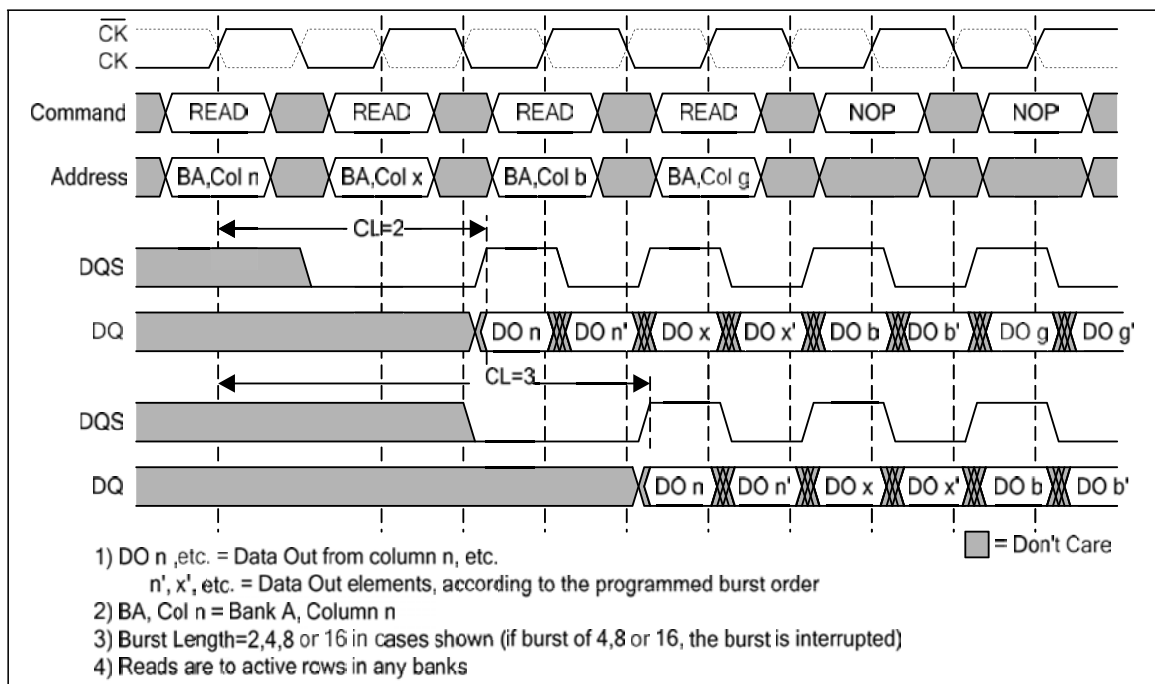 CK
CK
Command READ READ READ READ NOP NOP
Address BA,Col n BA,Col x BA,Col b BA,Col g
CL=2
DQS
DQ DO n DO n' DO x DO x' DO b DO b' DO g DO g'
CL=3
DQS
DQ DO n DO n' DO x DO x' DO b DO b'
= Don't Care
1) DO n ,etc. = Data Out from column n, etc.
n', x', etc. = Data Out elements, according to the programmed burst order
2) BA, Col n = Bank A, Column n
3) Burst Length=2,4,8 or 16 in cases shown (if burst of 4,8 or 16, the burst is interrupted)
4) Reads are to active rows in any banks